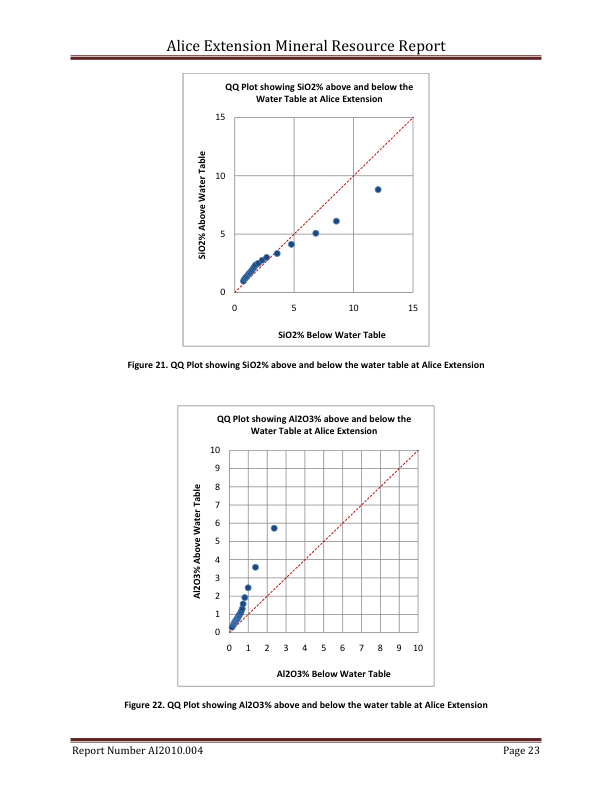 Alice Extension Mineral Resource Report
QQ Plot showing SiO2% above and below the
Water Table at Alice Extension
15
10
5
0
SiO2% Above Water Table
0 5 10 15
SiO2% Below Water Table
Figure 21. QQ Plot showing SiO2% above and below the water table at Alice Extension
QQ Plot showing Al2O3% above and below the
Water Table at Alice Extension
10
9
8
7
6
5
4
3
2
1
0
Al2O3% Above Water Table
0 1 2 3 4 5 6 7 8 9 10
Al2O3% Below Water Table
Figure 22. QQ Plot showing Al2O3% above and below the water table at Alice Extension
Report Number AI2010.004 Page 23